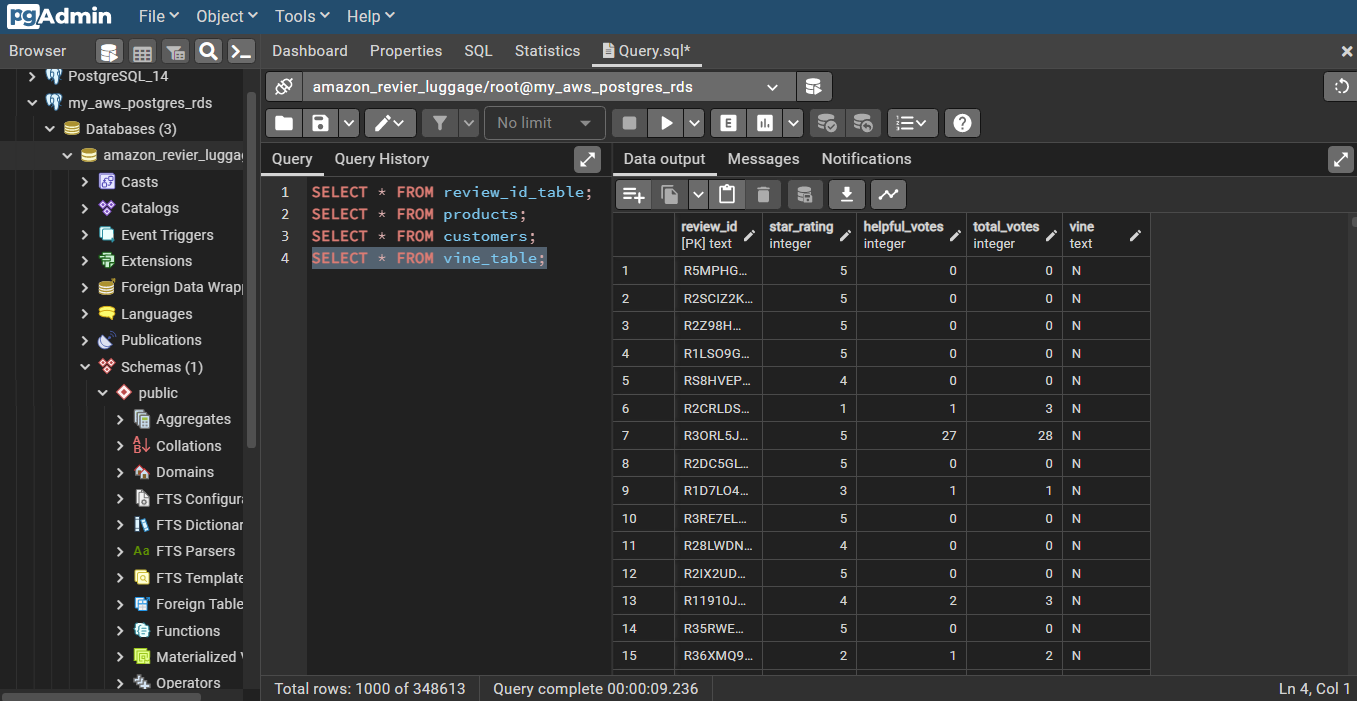 pgAdmin File Object Tools Help
Browser
Dashboard Properties SQL Statistics Query.sql*
PostgreSQL_14
my_aws_postgres_rds
Databases (3)
amazon_revier_lugga
Casts
Catalogs
Event Triggers
Extensions
Foreign Data Wrapp
Languages
Publications
Schemas (1)
public
Aggregates
Collations
Domains
FTS Configura
FTS Dictionar
Aa FTS Parsers
FTS Template
Foreign Table
Functions
Materialized V
Operators
amazon_revier_luggage/root@my_aws_postgres_rds
No limit
E
Query Query History
1 SELECT * FROM review_id_table;
2 SELECT * FROM products;
3 SELECT * FROM customers;
4 SELECT * FROM vine_table;
Data output Messages Notifications
review_id star_rating helpful_votes total_votes vine
[PK] text integer integer integer text
1 R5MPHG... 5 0 0 N
2 R2SCIZ2K... 5 0 0 N
3 R2Z98H... 5 0 0 N
4 R1LSO9G... 5 0 0 N
5 RS8HVEP... 4 0 0 N
6 R2CRLDS... 1 1 3 N
7 R3ORL5J... 5 27 28 N
8 R2DC5GL... 5 0 0 N
9 R1D7LO4... 3 1 1 N
10 R3RE7EL... 5 0 0 N
11 R28LWDN... 4 0 0 N
12 R2IX2UD... 5 0 0 N
13 R11910J... 4 2 3 N
14 R35RWE... 5 0 0 N
15 R36XMQ9... 2 1 2 N
Total rows: 1000 of 348613 Query complete 00:00:09.236 Ln 4, Col 1